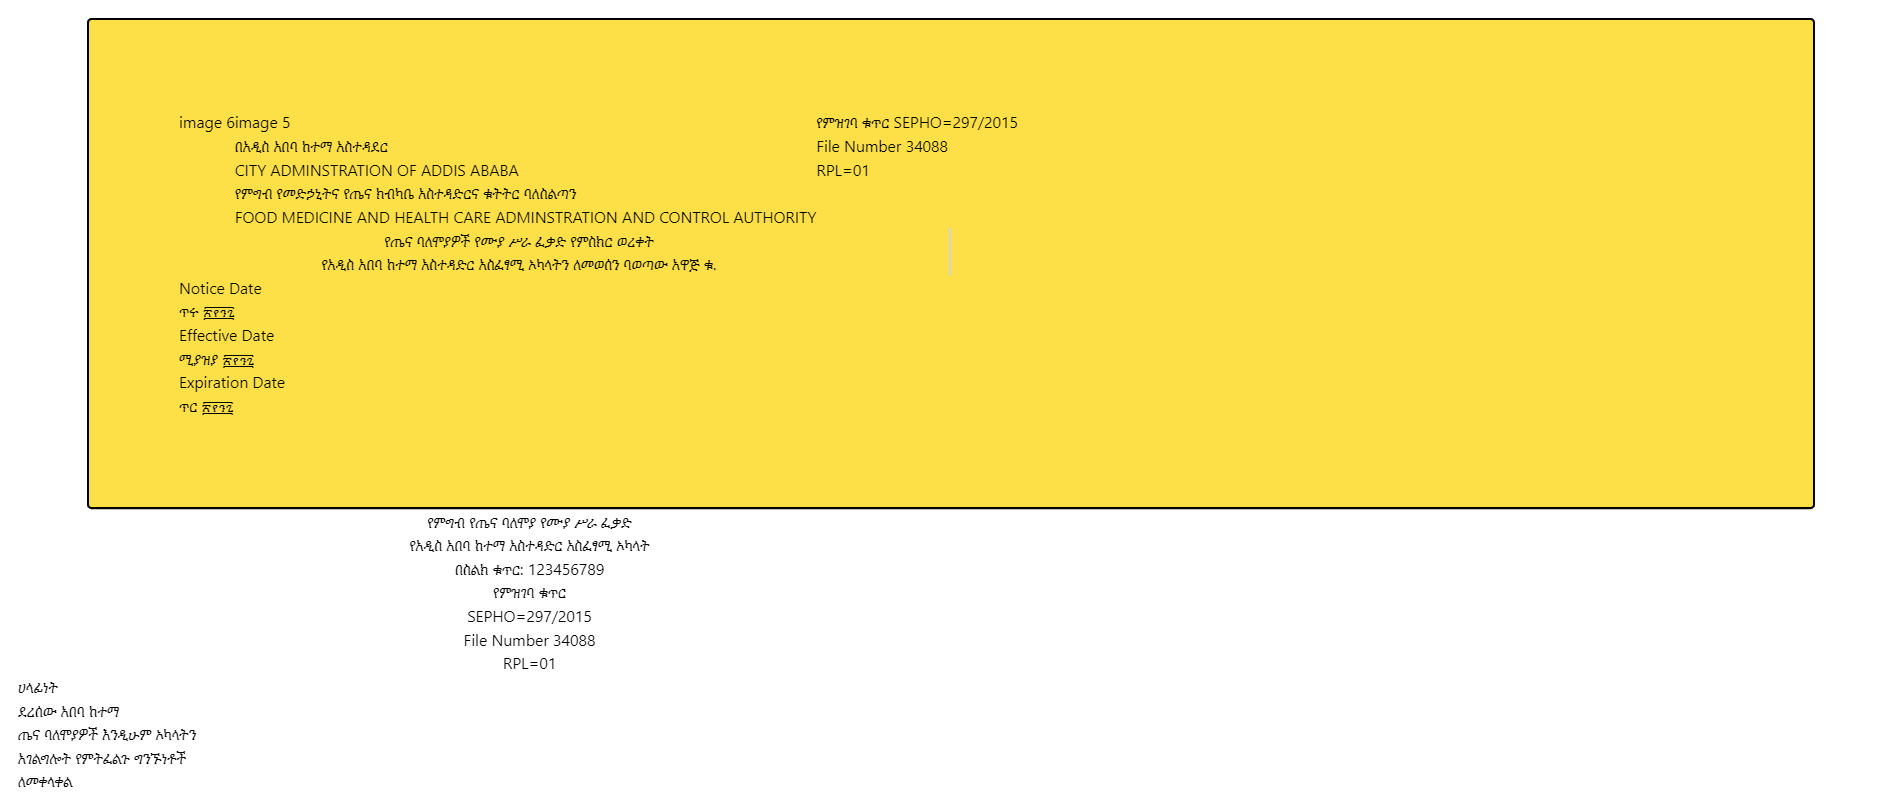 image 6image 5
በአዲስ አበባ ከተማ አስተዳደር
CITY ADMINSTRATION OF ADDIS ABABA
የምግብ የመድኃኒትና የጤና ክብካቤ አስተዳድርና ቁትትር ባለስልጣን
FOOD MEDICINE AND HEALTH CARE ADMINSTRATION AND CONTROL AUTHORITY
የምዝገባ ቁጥር SEPHO=297/2015
File Number 34088
RPL=01
የጤና ባለሞያዎች የሙያ ሥራ ፈቃድ የምስክር ወረቀት
የአዲስ አበባ ከተማ አስተዳድር አስፈፃሚ አካላትን ለመወሰን ባወጣው አዋጅ ቁ.
Notice Date
ጥሩ ፳፻፲፯
Effective Date
ሚያዝያ ፳፻፲፯
Expiration Date
ጥር ፳፻፲፯
የምግብ የጤና ባለሞያ የሙያ ሥራ ፈቃድ
የአዲስ አበባ ከተማ አስተዳድር አስፈፃሚ አካላት
በስልክ ቁጥር: 123456789
የምዝገባ ቁጥር
SEPHO=297/2015
File Number 34088
RPL=01
ሀላፊነት
ደረሰው አበባ ከተማ
ጤና ባለሞያዎች እንዲሁም አካላትን
አገልግሎት የምትፈልጉ ግንኙነቶች
ለመቀላቀል